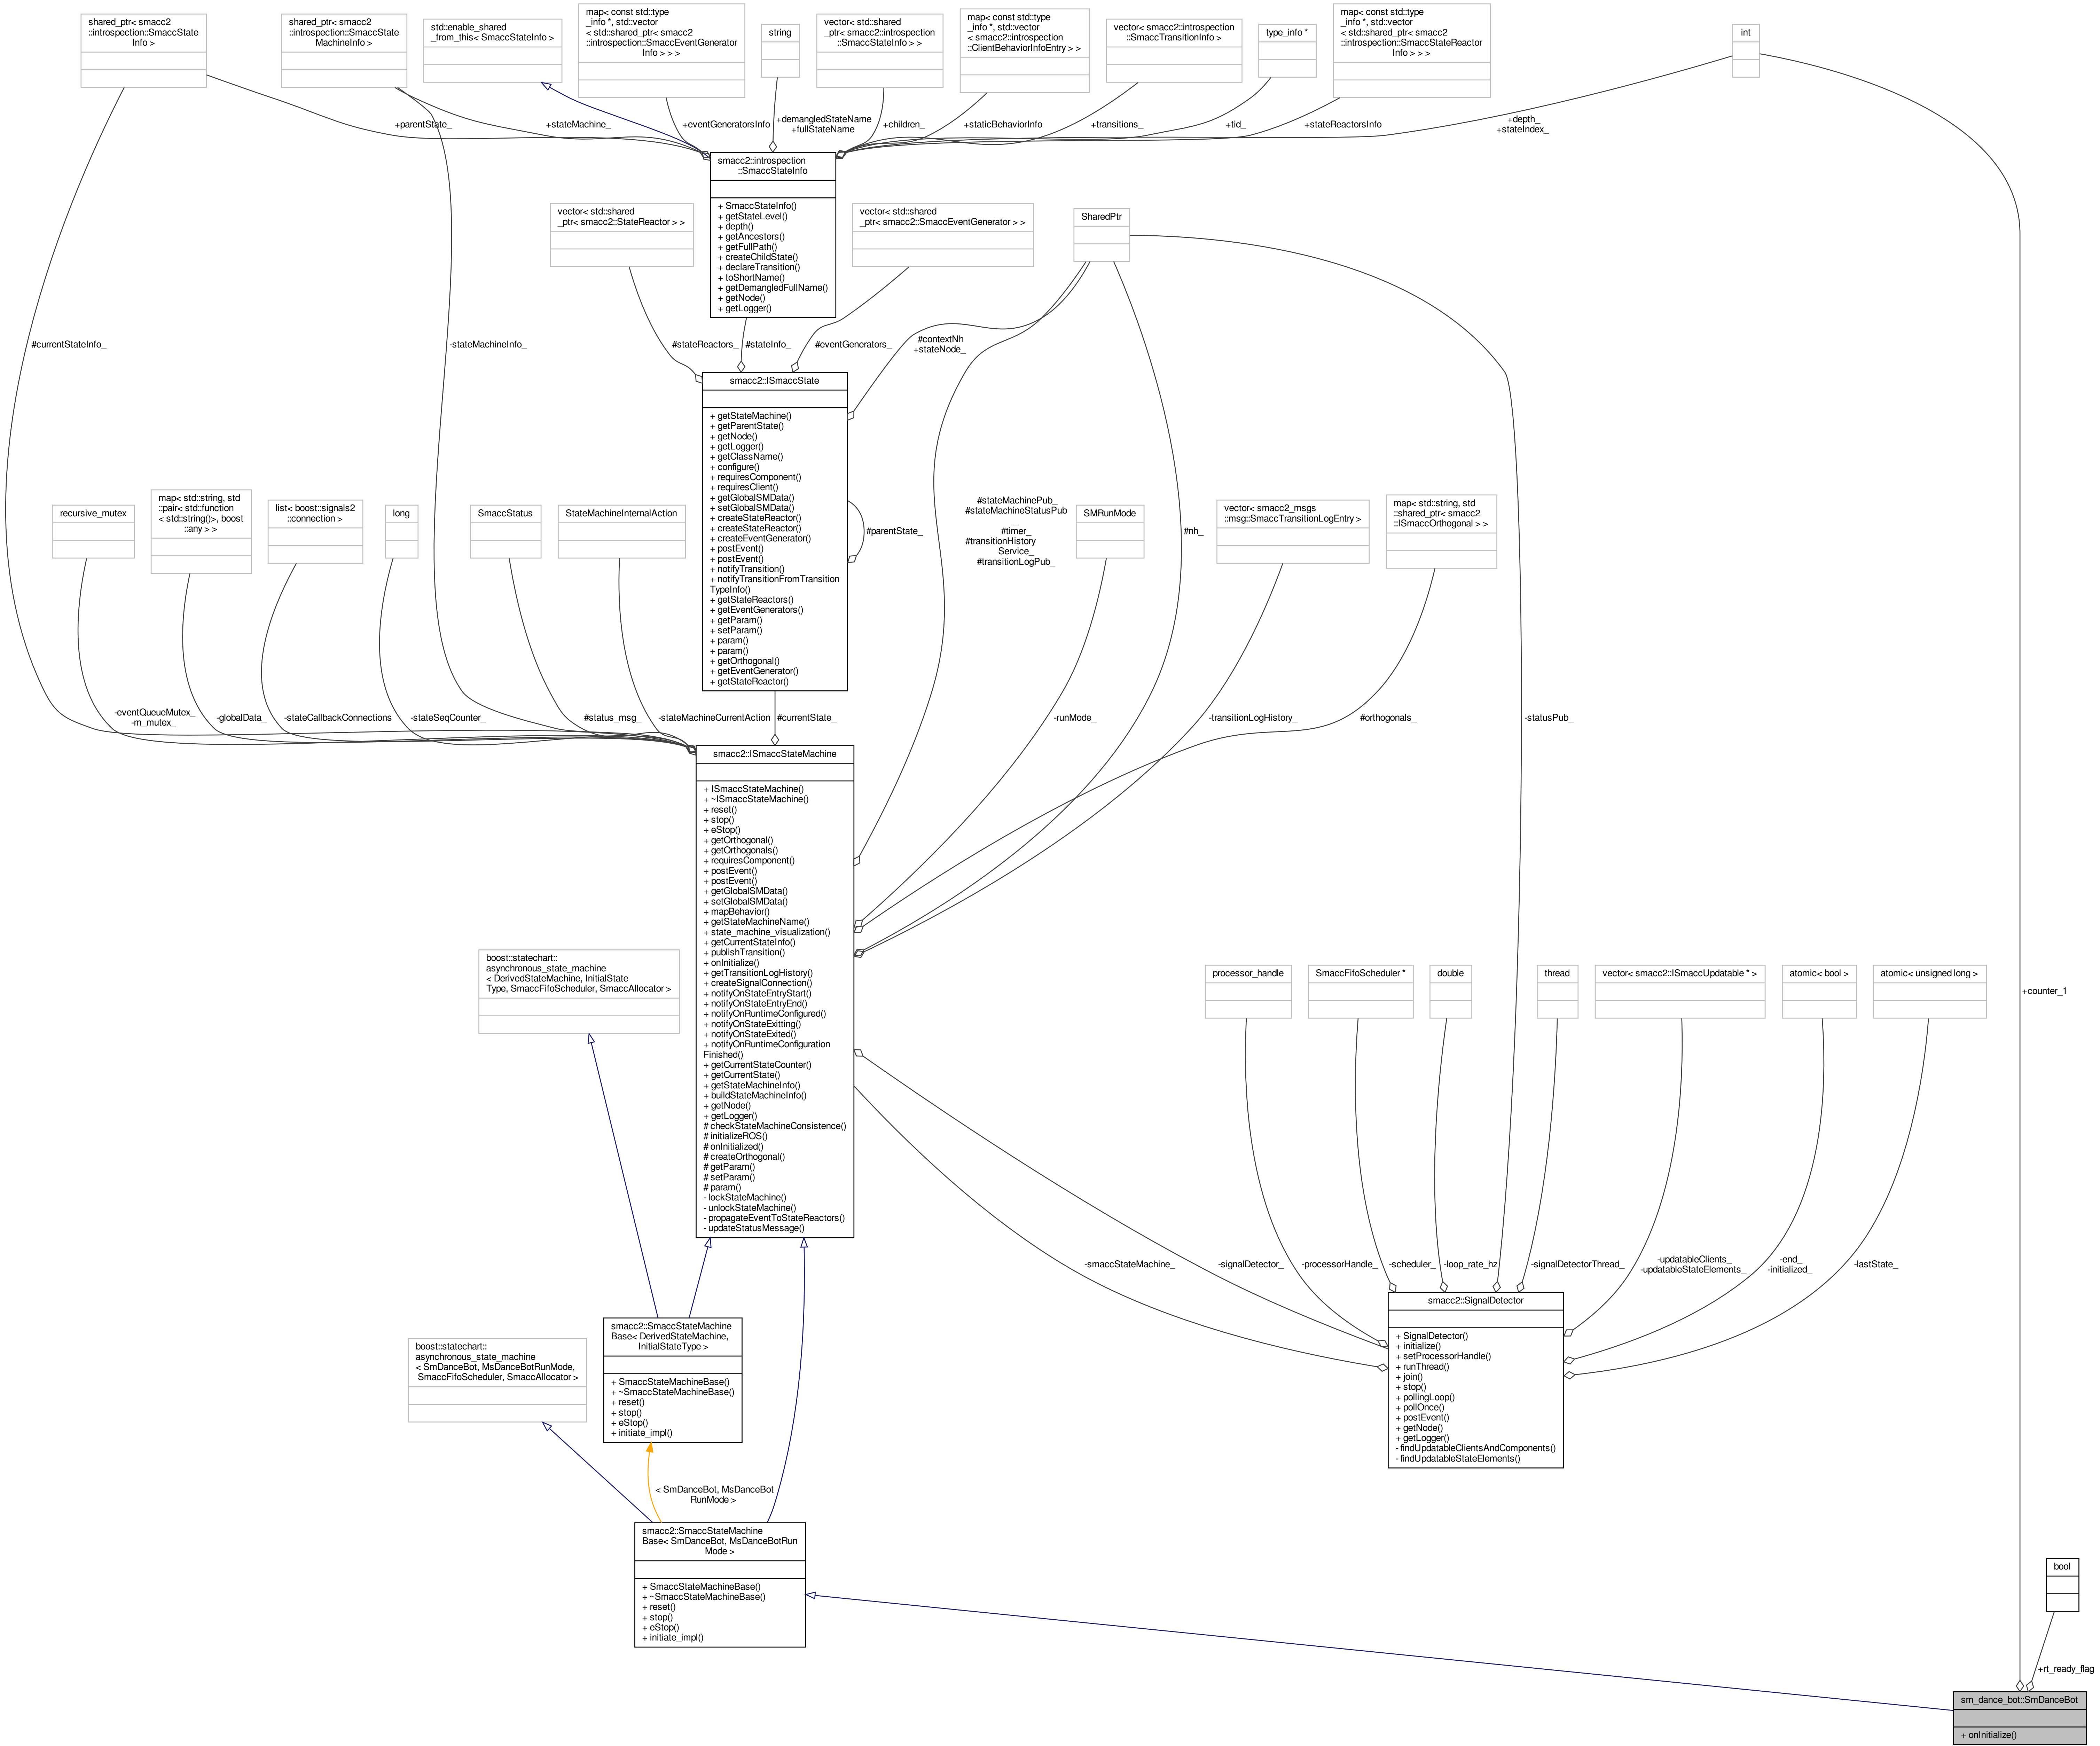 shared_ptr< smacc2
::introspection::SmaccState
Info >
shared_ptr< smacc2
::introspection::SmaccState
MachineInfo >
std::enable_shared
_from_this< SmaccStateInfo >
map< const std::type
_info *, std::vector
< std::shared_ptr< smacc2
::introspection::SmaccEventGenerator
Info > > >
string
vector< std::shared
_ptr< smacc2::introspection
::SmaccStateInfo > >
map< const std::type
_info *, std::vector
< smacc2::introspection
::ClientBehaviorInfoEntry > >
vector< smacc2::introspection
::SmaccTransitionInfo >
type_info *
map< const std::type
_info *, std::vector
< std::shared_ptr< smacc2
::introspection::SmaccStateReactor
Info > > >
int
+parentState_
+stateMachine_
+eventGeneratorsInfo
+demangledStateName
+fullStateName
+children_
+staticBehaviorInfo
+transitions_
+tid_
+stateReactorsInfo
+depth_
+stateIndex_
smacc2::introspection
::SmaccStateInfo
+ SmaccStateInfo()
+ getStateLevel()
+ depth()
+ getAncestors()
+ getFullPath()
+ createChildState()
+ declareTransition()
+ toShortName()
+ getDemangledFullName()
+ getNode()
+ getLogger()
vector< std::shared
_ptr< smacc2::StateReactor > >
vector< std::shared
_ptr< smacc2::SmaccEventGenerator > >
SharedPtr
#currentStateInfo_
-stateMachineInfo_
#stateReactors_
#stateInfo_
#eventGenerators_
#contextNh
+stateNode_
smacc2::ISmaccState
+ getStateMachine()
+ getParentState()
+ getNode()
+ getLogger()
+ getClassName()
+ configure()
+ requiresComponent()
+ requiresClient()
+ getGlobalSMData()
+ setGlobalSMData()
+ createStateReactor()
+ createStateReactor()
+ createEventGenerator()
+ postEvent()
+ postEvent()
+ notifyTransition()
+ notifyTransitionFromTransition
TypeInfo()
+ getStateReactors()
+ getEventGenerators()
+ getParam()
+ setParam()
+ param()
+ param()
+ getOrthogonal()
+ getEventGenerator()
+ getStateReactor()
#parentState_
recursive_mutex
map< std::string, std
::pair< std::function
< std::string()>, boost
::any > >
list< boost::signals2
::connection >
long
SmaccStatus
StateMachineInternalAction
#stateMachinePub_
#stateMachineStatusPub
_
#timer_
#transitionHistory
Service_
#transitionLogPub_
SMRunMode
#nh_
vector< smacc2_msgs
::msg::SmaccTransitionLogEntry >
map< std::string, std
::shared_ptr< smacc2
::ISmaccOrthogonal > >
-eventQueueMutex_
-m_mutex_
-globalData_
-stateCallbackConnections
-stateSeqCounter_
#status_msg_
-stateMachineCurrentAction
#currentState_
-runMode_
-transitionLogHistory_
#orthogonals_
-statusPub_
smacc2::ISmaccStateMachine
+ ISmaccStateMachine()
+ ~ISmaccStateMachine()
+ reset()
+ stop()
+ eStop()
+ getOrthogonal()
+ getOrthogonals()
+ requiresComponent()
+ postEvent()
+ postEvent()
+ getGlobalSMData()
+ setGlobalSMData()
+ mapBehavior()
+ getStateMachineName()
+ state_machine_visualization()
+ getCurrentStateInfo()
+ publishTransition()
+ onInitialize()
+ getTransitionLogHistory()
+ createSignalConnection()
+ notifyOnStateEntryStart()
+ notifyOnStateEntryEnd()
+ notifyOnRuntimeConfigured()
+ notifyOnStateExitting()
+ notifyOnStateExited()
+ notifyOnRuntimeConfiguration
Finished()
+ getCurrentStateCounter()
+ getCurrentState()
+ getStateMachineInfo()
+ buildStateMachineInfo()
+ getNode()
+ getLogger()
# checkStateMachineConsistence()
# initializeROS()
# onInitialized()
# createOrthogonal()
# getParam()
# setParam()
# param()
- lockStateMachine()
- unlockStateMachine()
- propagateEventToStateReactors()
- updateStatusMessage()
boost::statechart::
asynchronous_state_machine
< DerivedStateMachine, InitialState
Type, SmaccFifoScheduler, SmaccAllocator >
processor_handle
SmaccFifoScheduler *
double
thread
vector< smacc2::ISmaccUpdatable * >
atomic< bool >
atomic< unsigned long >
+counter_1
-smaccStateMachine_
-signalDetector_
-processorHandle_
-scheduler_
-loop_rate_hz
-signalDetectorThread_
-updatableClients_
-updatableStateElements_
-end_
-initialized_
-lastState_
smacc2::SignalDetector
+ SignalDetector()
+ initialize()
+ setProcessorHandle()
+ runThread()
+ join()
+ stop()
+ pollingLoop()
+ pollOnce()
+ postEvent()
+ getNode()
+ getLogger()
- findUpdatableClientsAndComponents()
- findUpdatableStateElements()
smacc2::SmaccStateMachine
Base< DerivedStateMachine,
InitialStateType >
+ SmaccStateMachineBase()
+ ~SmaccStateMachineBase()
+ reset()
+ stop()
+ eStop()
+ initiate_impl()
boost::statechart::
asynchronous_state_machine
< SmDanceBot, MsDanceBotRunMode,
SmaccFifoScheduler, SmaccAllocator >
< SmDanceBot, MsDanceBot
RunMode >
smacc2::SmaccStateMachine
Base< SmDanceBot, MsDanceBotRun
Mode >
+ SmaccStateMachineBase()
+ ~SmaccStateMachineBase()
+ reset()
+ stop()
+ eStop()
+ initiate_impl()
bool
+rt_ready_flag
sm_dance_bot::SmDanceBot
+ onInitialize()